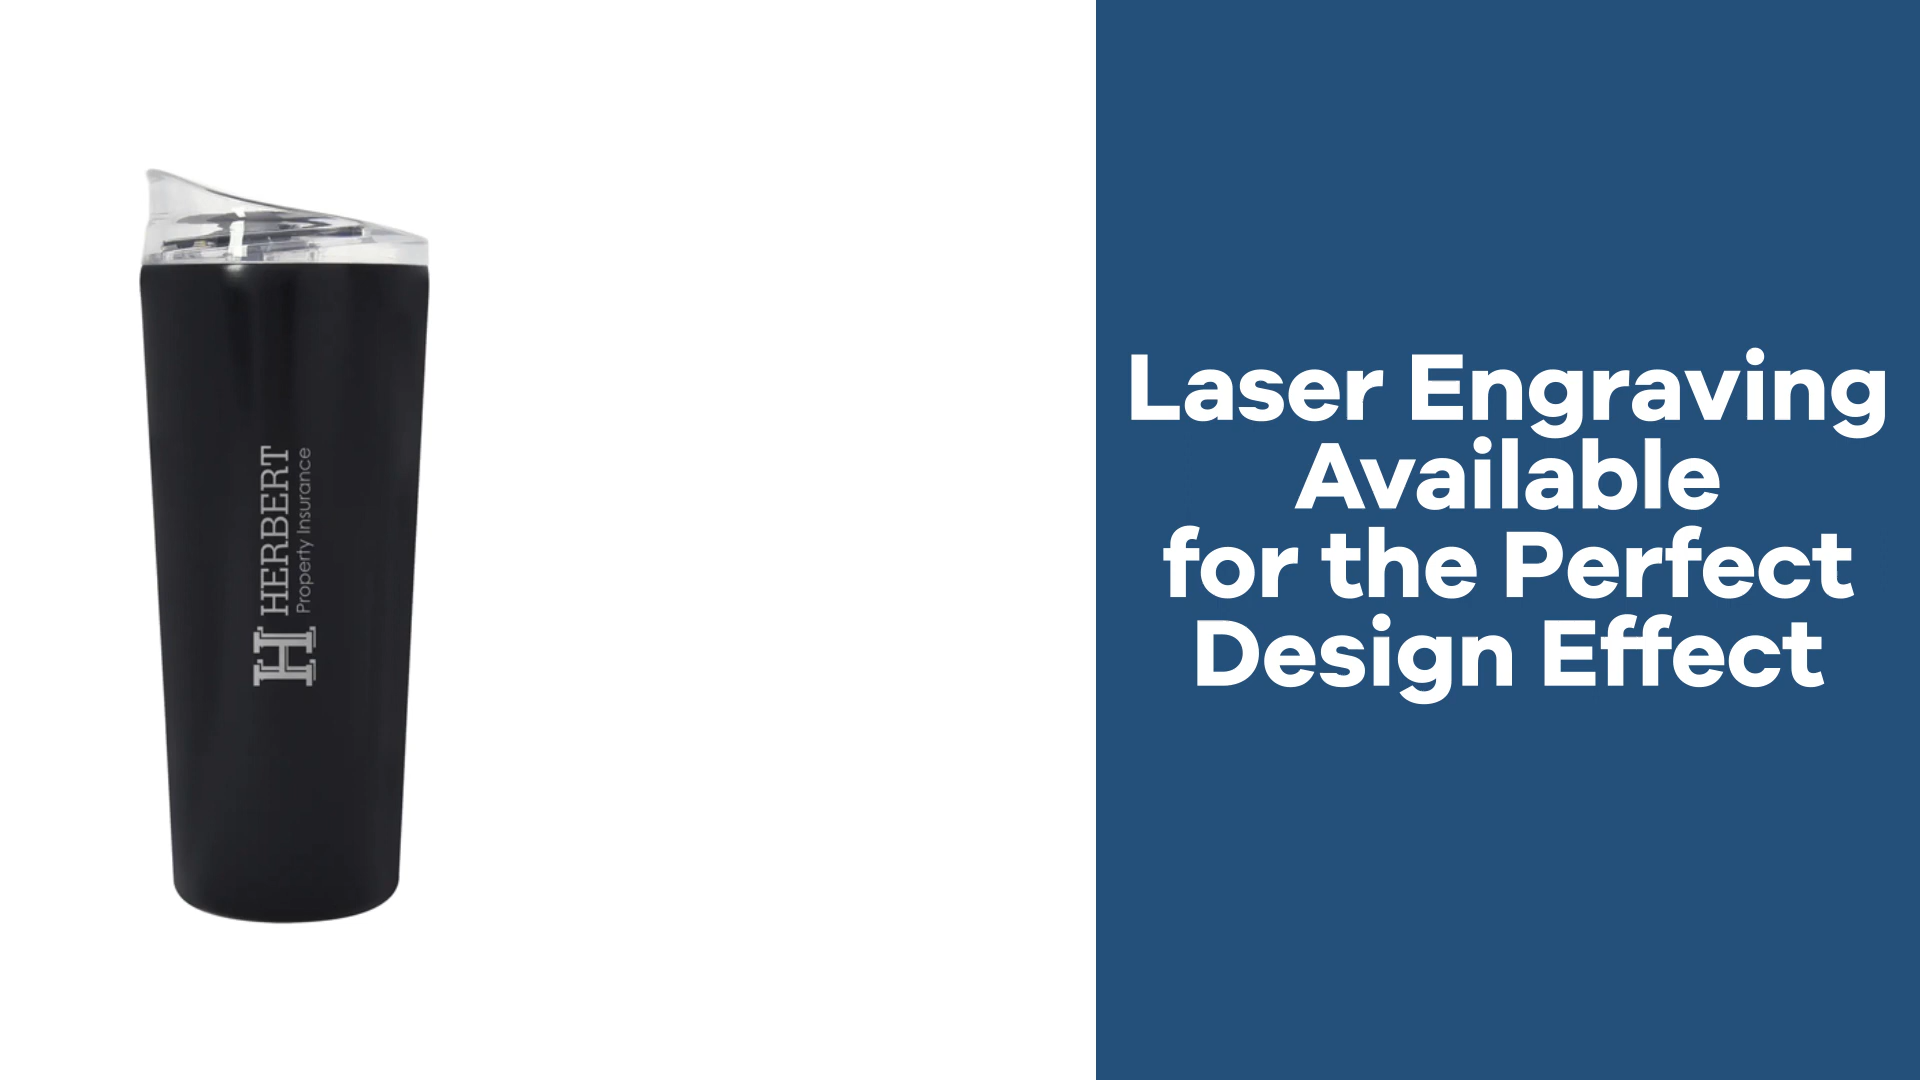 H HERBERT
Property Insurance
Laser Engraving
Available
for the Perfect
Design Effect